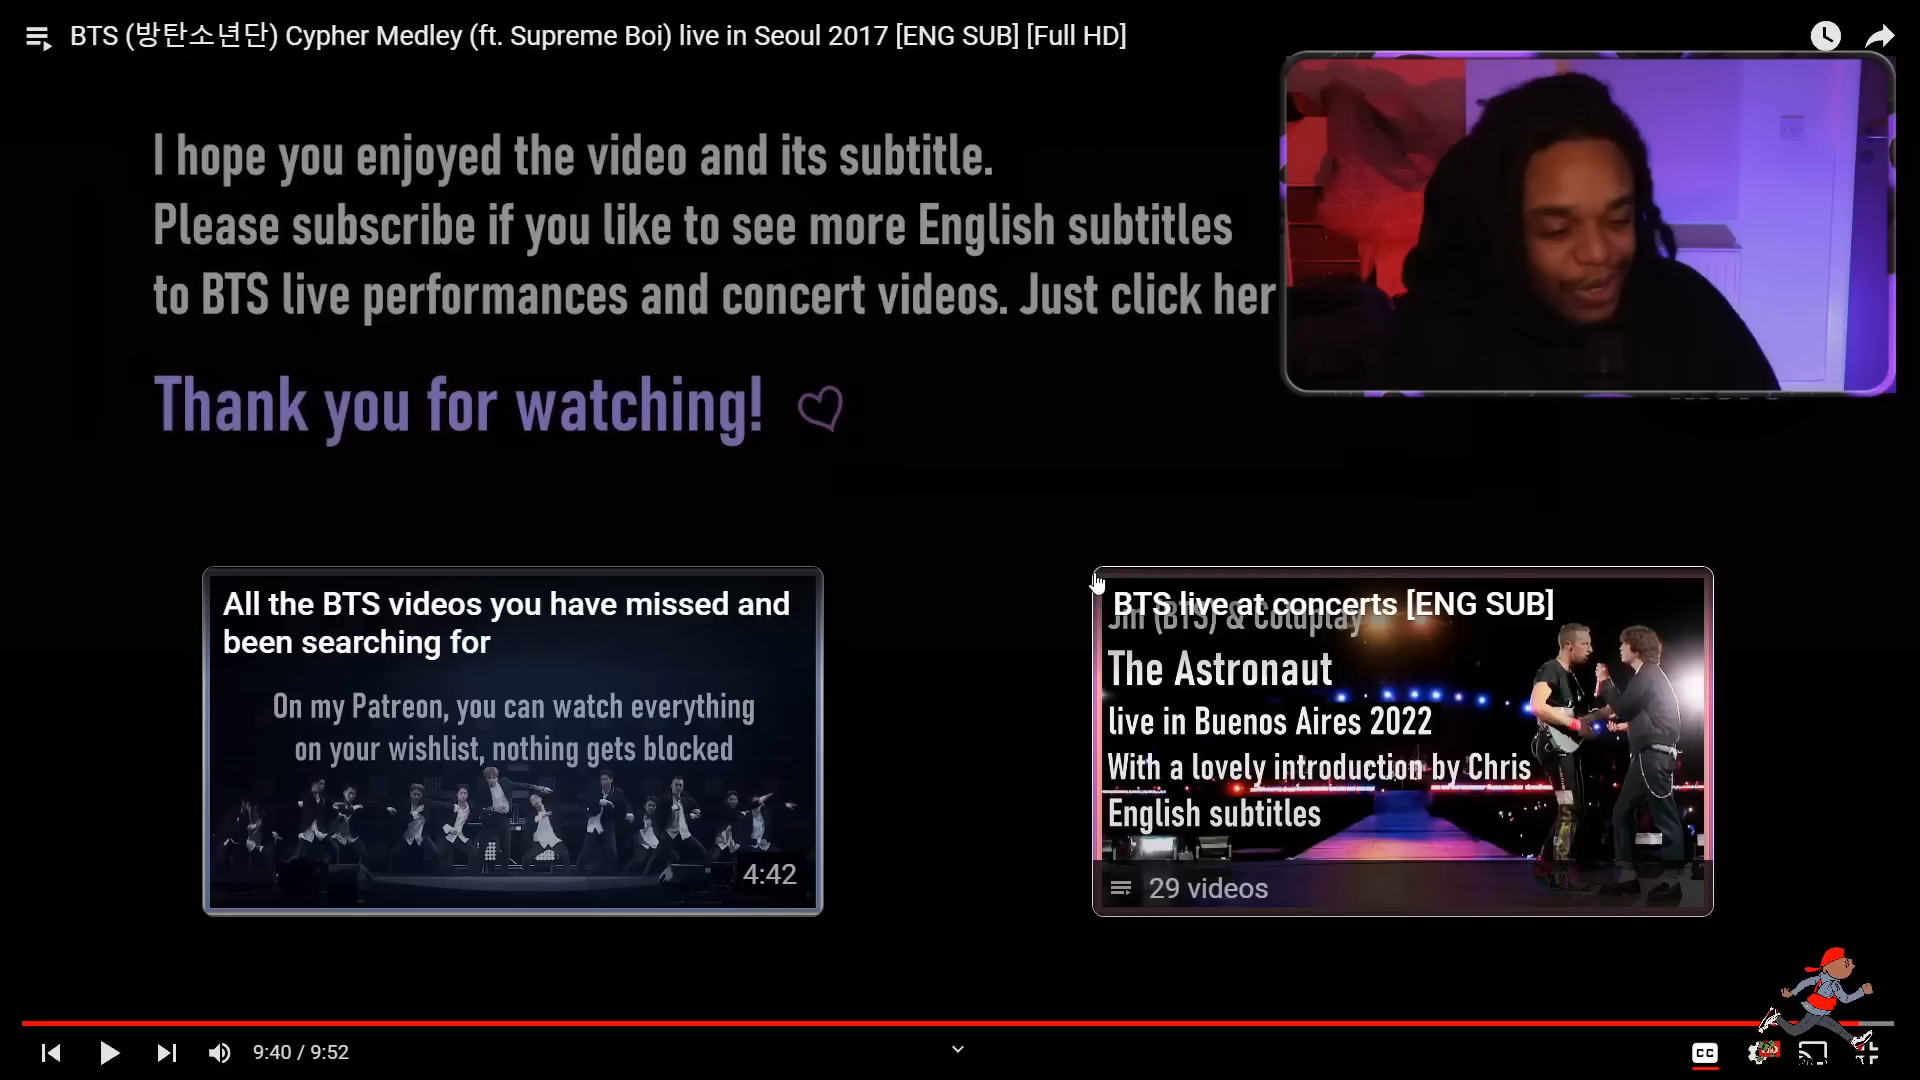 BTS (방탄소년단) Cypher Medley (ft. Supreme Boi) live in Seoul 2017 [ENG SUB] [Full HD]
I hope you enjoyed the video and its subtitle.
Please subscribe if you like to see more English subtitles
to BTS live performances and concert videos. Just click her
Thank you for watching!
All the BTS videos you have missed and
been searching for
On my Patreon, you can watch everything
on your wishlist, nothing gets blocked
4:42
BTS live at concerts [ENG SUB]
Jin (BTS) & Coldplay
The Astronaut
live in Buenos Aires 2022
With a lovely introduction by Chris
English subtitles
29 videos
9:40 / 9:52
CC